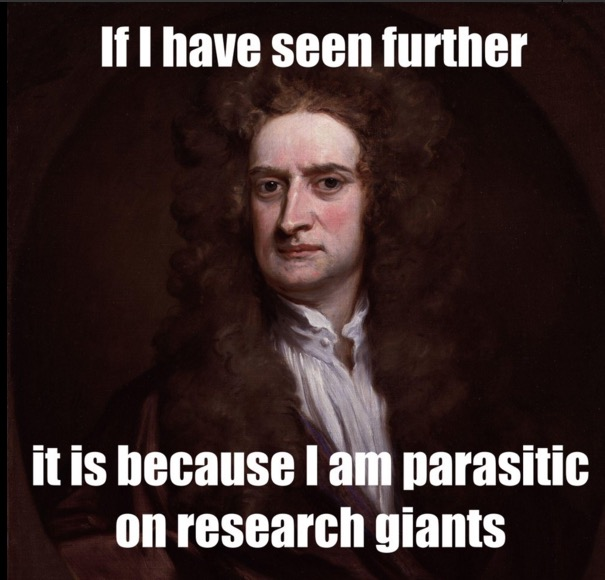 If I have seen further
it is because I am parasitic
on research giants